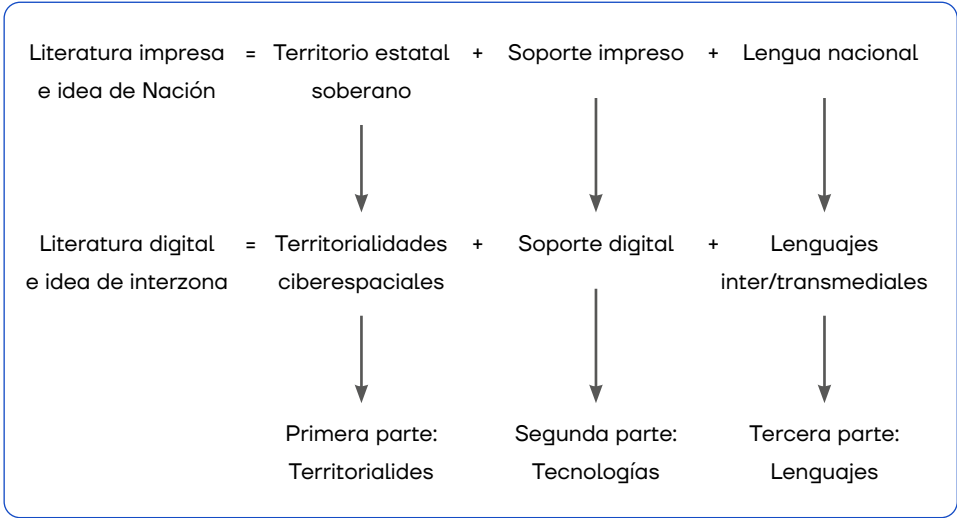 Literatura impresa = Territorio estatal + Soporte impreso + Lengua nacional
e idea de Nación soberano
Literatura digital = Territorialidades + Soporte digital + Lenguajes
e idea de interzona ciberespaciales inter/transmediales
Primera parte: Segunda parte: Tercera parte:
Territorialides Tecnologías Lenguajes